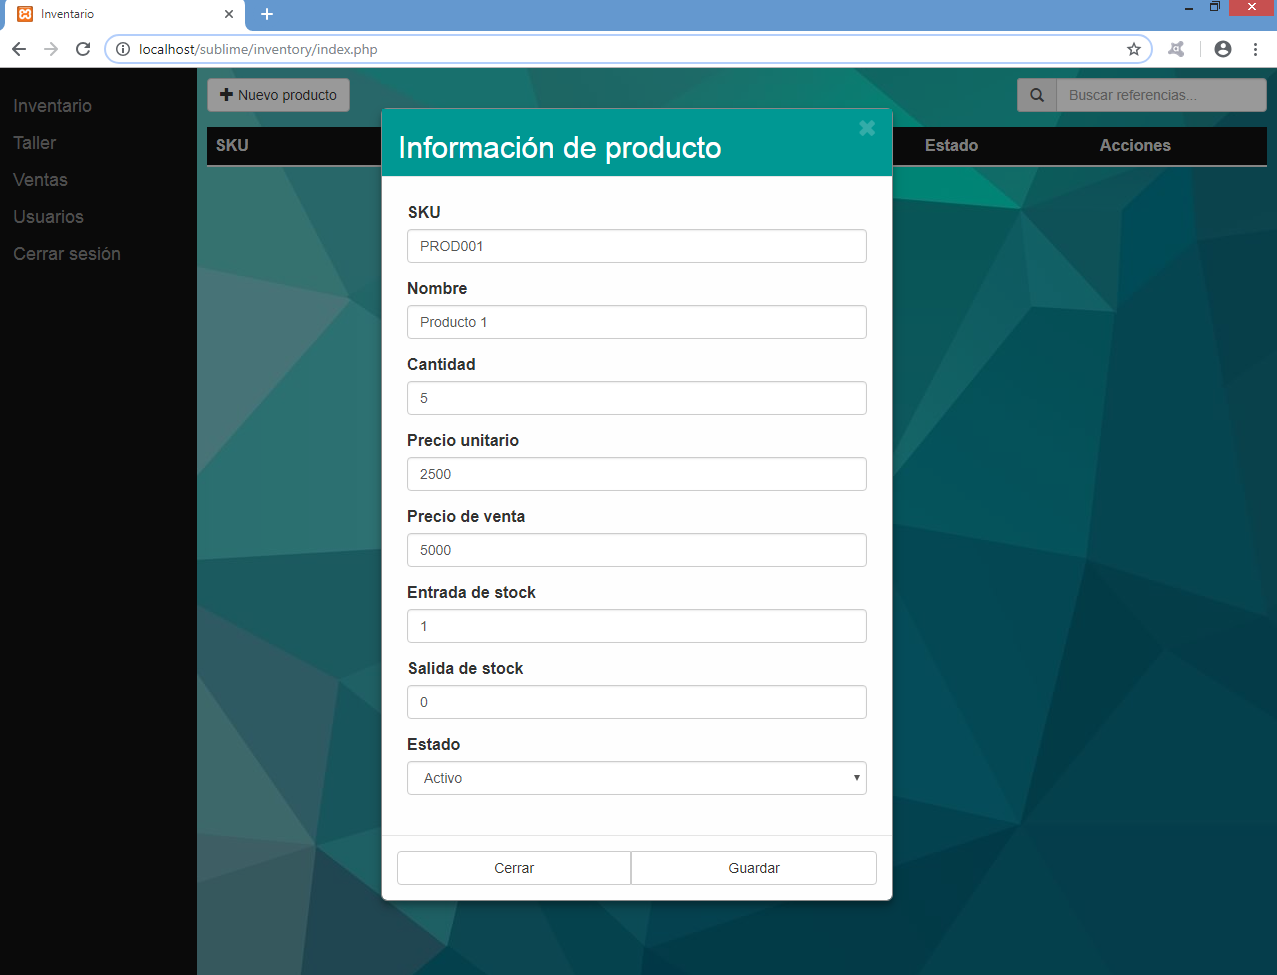 Inventario
localhost/sublime/inventory/index.php
Inventario
Taller
Ventas
Usuarios
Cerrar sesión
Nuevo producto
Buscar referencias...
SKU
Estado
Acciones
Información de producto
SKU
PROD001
Nombre
Producto 1
Cantidad
5
Precio unitario
2500
Precio de venta
5000
Entrada de stock
1
Salida de stock
0
Estado
Activo
Cerrar
Guardar